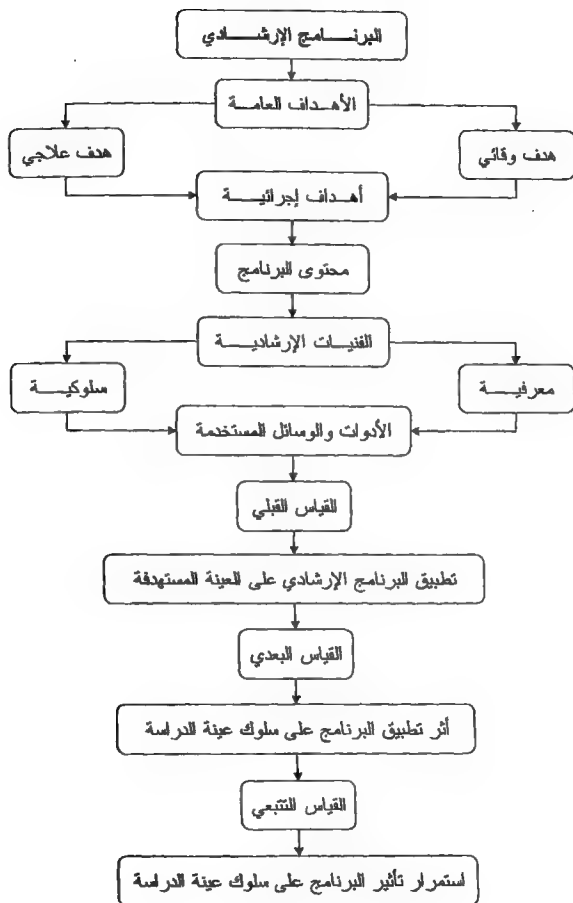 البرنامج الإرشادي
الأهداف العامة
هدف وقائي
هدف علاجي
أهداف إجرائية
محتوى البرنامج
الفنيات الإرشادية
معرفية
سلوكية
الأدوات والوسائل المستخدمة
القياس القبلي
تطبيق البرنامج الإرشادي على العينة المستهدفة
القياس البعدي
أثر تطبيق البرنامج على سلوك عينة الدراسة
القياس التتبعي
استمرار تأثير البرنامج على سلوك عينة الدراسة